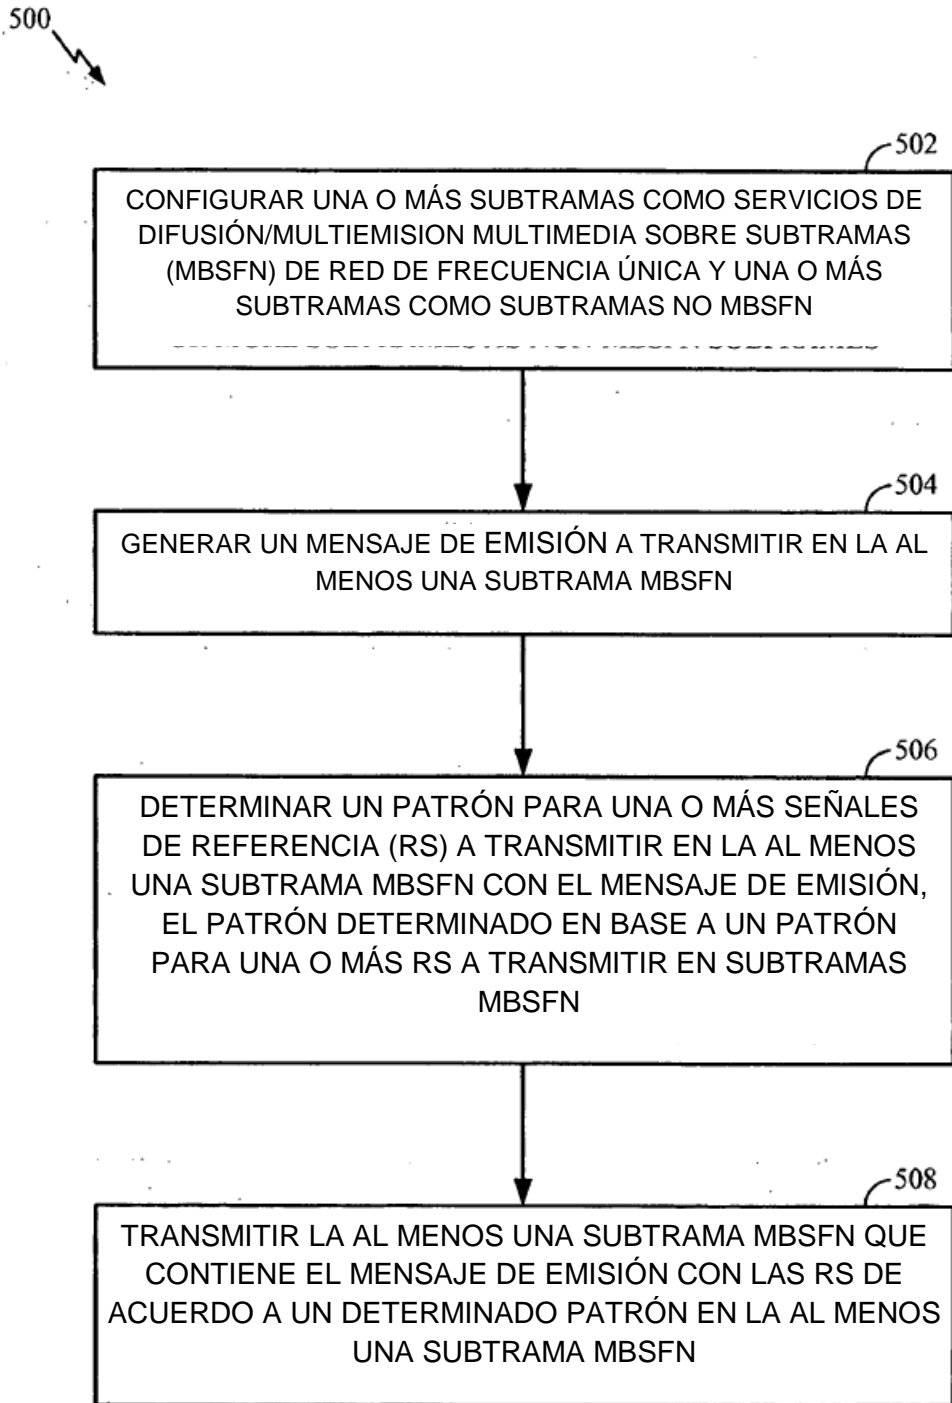 500
502
CONFIGURAR UNA O MÁS SUBTRAMAS COMO SERVICIOS DE
DIFUSIÓN/MULTIEMISION MULTIMEDIA SOBRE SUBTRAMAS
(MBSFN) DE RED DE FRECUENCIA ÚNICA Y UNA O MÁS
SUBTRAMAS COMO SUBTRAMAS NO MBSFN
504
GENERAR UN MENSAJE DE EMISIÓN A TRANSMITIR EN LA AL
MENOS UNA SUBTRAMA MBSFN
506
DETERMINAR UN PATRÓN PARA UNA O MÁS SEÑALES
DE REFERENCIA (RS) A TRANSMITIR EN LA AL MENOS
UNA SUBTRAMA MBSFN CON EL MENSAJE DE EMISIÓN,
EL PATRÓN DETERMINADO EN BASE A UN PATRÓN
PARA UNA O MÁS RS A TRANSMITIR EN SUBTRAMAS
MBSFN
508
TRANSMITIR LA AL MENOS UNA SUBTRAMA MBSFN QUE
CONTIENE EL MENSAJE DE EMISIÓN CON LAS RS DE
ACUERDO A UN DETERMINADO PATRÓN EN LA AL MENOS
UNA SUBTRAMA MBSFN